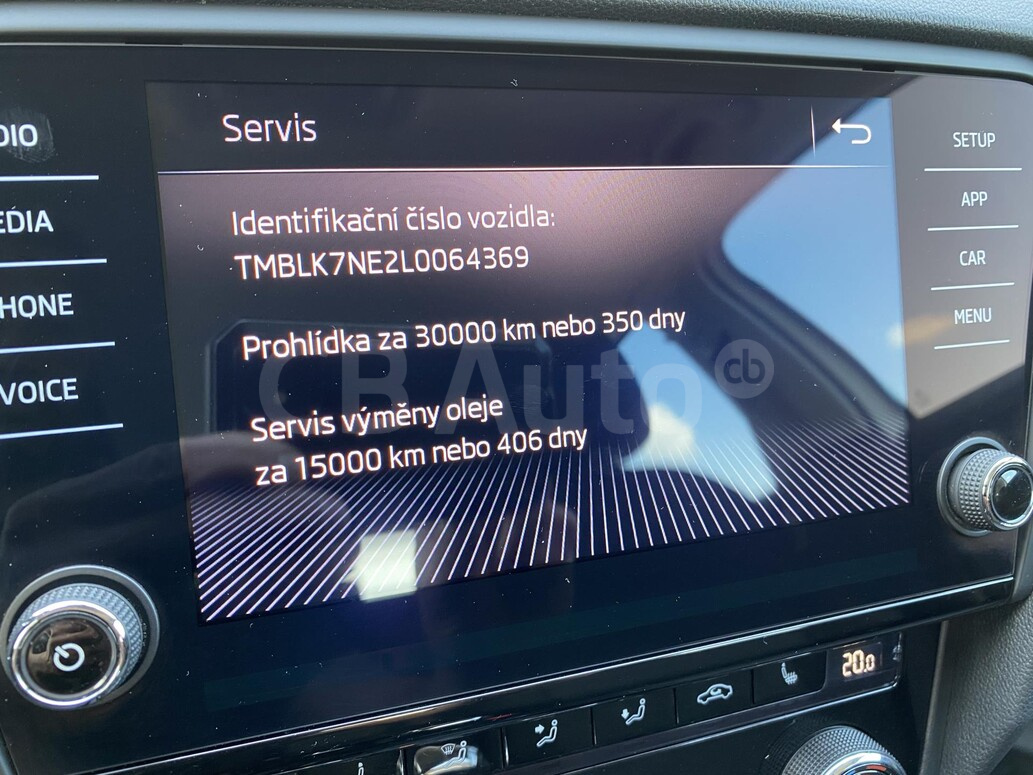 Servis
Identifikační číslo vozidla:
TMBLK7NE2L0064369
Prohlídka za 30000 km nebo 350 dny
Servis výměny oleje
za 15000 km nebo 406 dny
DIO
EDIA
HONE
VOICE
SETUP
APP
CAR
MENU
CB Auto cb
20.0